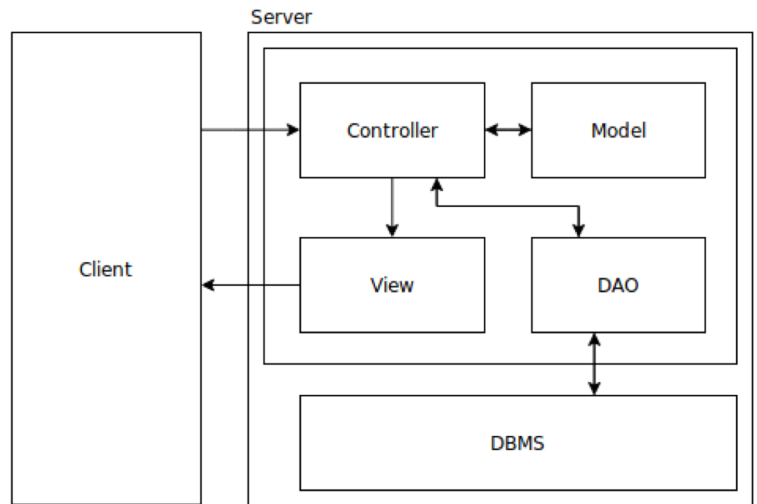 Server
Controller
Model
Client
View
DAO
DBMS